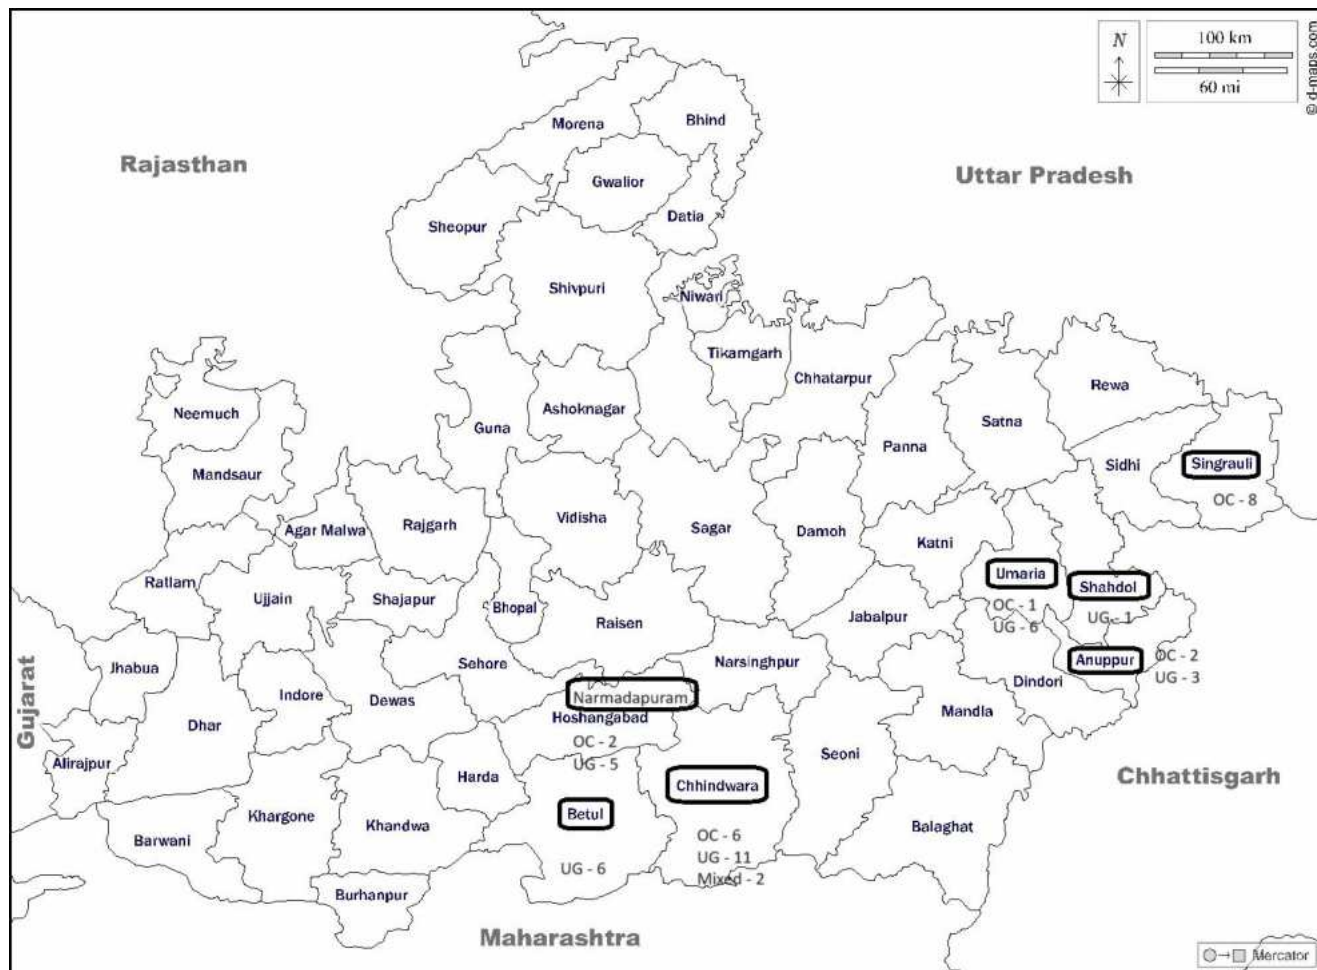 N
100 km
60 mi
© d-maps.com
Rajasthan
Uttar Pradesh
Morena
Bhind
Gwalior
Datia
Sheopur
Shivpuri
Niwari
Tikamgarh
Chhatarpur
Rewa
Neemuch
Ashoknagar
Guna
Satna
Panna
Mandsaur
Sidhi
Singrauli
OC - 8
Agar Malwa
Rajgarh
Vidisha
Sagar
Damoh
Katni
Ratlam
Ujjain
Shajapur
Bhopal
Raisen
Jabalpur
Umaria
OC - 1
UG - 6
Shahdol
UG - 1
Gujarat
Jhabua
Indore
Dewas
Sehore
Narsinghpur
Dindori
Anuppur
OC - 2
UG - 3
Narmadapuram
Hoshangabad
OC - 2
UG - 5
Dhar
Mandla
Alirajpur
Harda
Seoni
Chhattisgarh
Chhindwara
OC - 6
UG - 11
Mixed - 2
Betul
UG - 6
Barwani
Khargone
Khandwa
Balaghat
Burhanpur
Maharashtra
Mercator